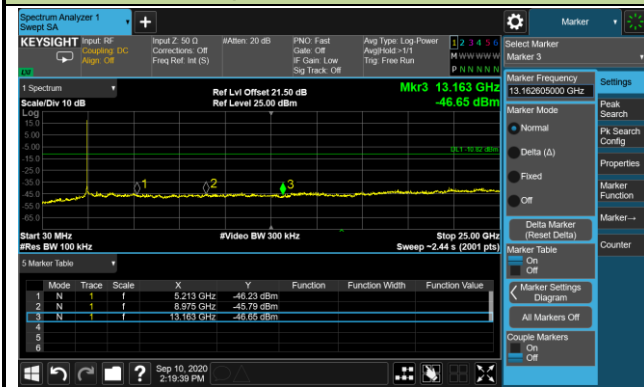 Spectrum Analyzer 1
Swept SA
Marker
KEYSIGHT
Input: RF
Coupling: DC
Align: Off
Input Z: 50 Ω
Corrections: Off
Freq Ref: Int (S)
#Atten: 20 dB
PNO: Fast
Gate: Off
IF Gain: Low
Sig Track: Off
Avg Type: Log-Power
Avg|Hold:>1/1
Trig: Free Run
1 2 3 4 5 6
M W W W W W
P N N N N N
LXI
Select Marker
Marker 3
1 Spectrum
Scale/Div 10 dB
Ref Lvl Offset 21.50 dB
Ref Level 25.00 dBm
Mkr3 13.163 GHz
-46.65 dBm
Log
15.0
5.00
-5.00
-15.0
-25.0
-35.0
-45.0
-55.0
-65.0
DL1 -10.62 dBm
1
2
3
Start 30 MHz
#Res BW 100 kHz
#Video BW 300 kHz
Stop 25.00 GHz
Sweep ~2.44 s (2001 pts)
5 Marker Table
Mode Trace Scale X Y Function Function Width Function Value
1 N 1 f 5.213 GHz -46.23 dBm
2 N 1 f 8.975 GHz -45.79 dBm
3 N 1 f 13.163 GHz -46.65 dBm
4
5
6
Marker Frequency
13.162605000 GHz
Marker Mode
Normal
Delta (Δ)
Fixed
Off
Delta Marker
(Reset Delta)
Marker Table
On
Off
Marker Settings
Diagram
All Markers Off
Couple Markers
On
Off
Settings
Peak
Search
Pk Search
Config
Properties
Marker
Function
Marker→
Counter
Sep 10, 2020
2:19:39 PM